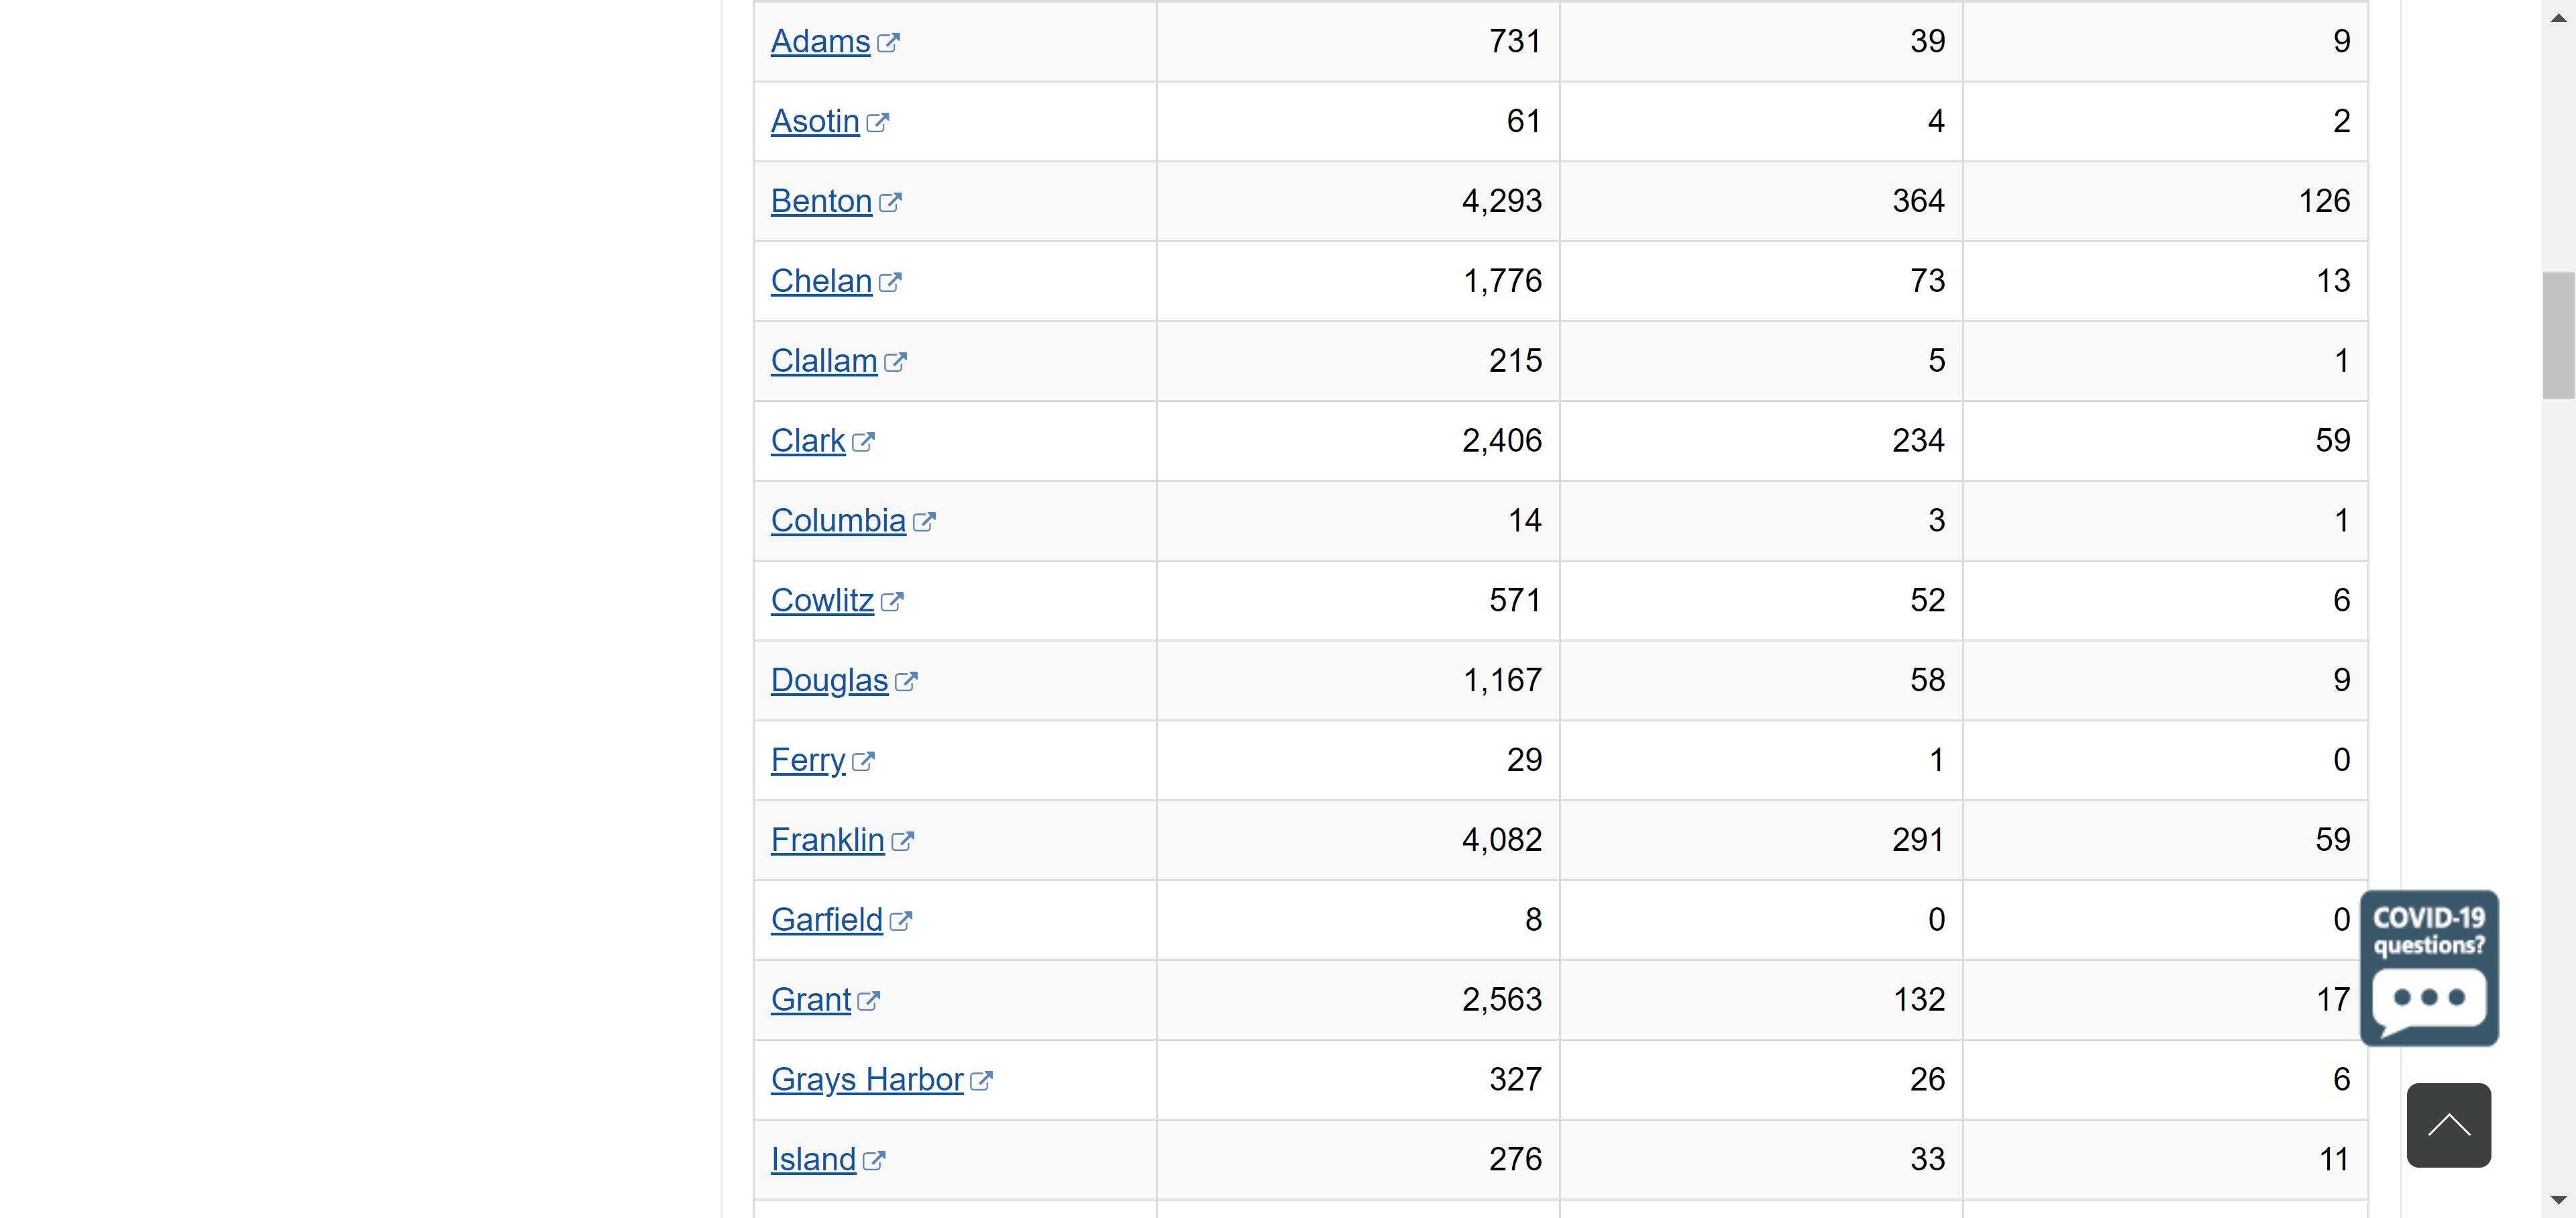 Adams 731 39 9
Asotin 61 4 2
Benton 4,293 364 126
Chelan 1,776 73 13
Clallam 215 5 1
Clark 2,406 234 59
Columbia 14 3 1
Cowlitz 571 52 6
Douglas 1,167 58 9
Ferry 29 1 0
Franklin 4,082 291 59
Garfield 8 0 0
Grant 2,563 132 17
Grays Harbor 327 26 6
Island 276 33 11
COVID-19
questions?